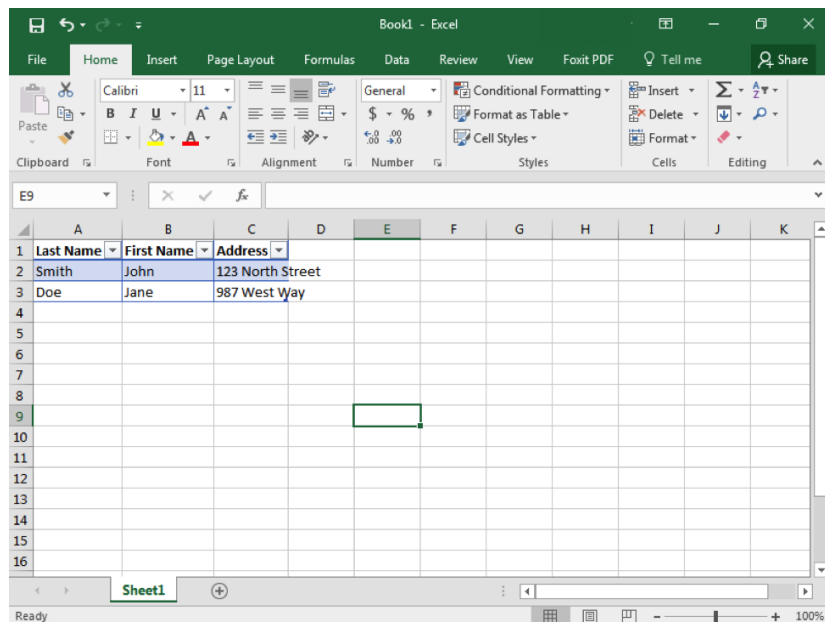 Book1 - Excel
File Home Insert Page Layout Formulas Data Review View Foxit PDF Tell me Share
Calibri 11 General Conditional Formatting Insert Σ
Paste B I U A A $ % , Format as Table Delete
A .00 .0 Cell Styles Format
Clipboard Font Alignment Number Styles Cells Editing
E9 fx
A B C D E F G H I J K
1 Last Name First Name Address
2 Smith John 123 North Street
3 Doe Jane 987 West Way
4
5
6
7
8
9
10
11
12
13
14
15
16
Sheet1
Ready 100%